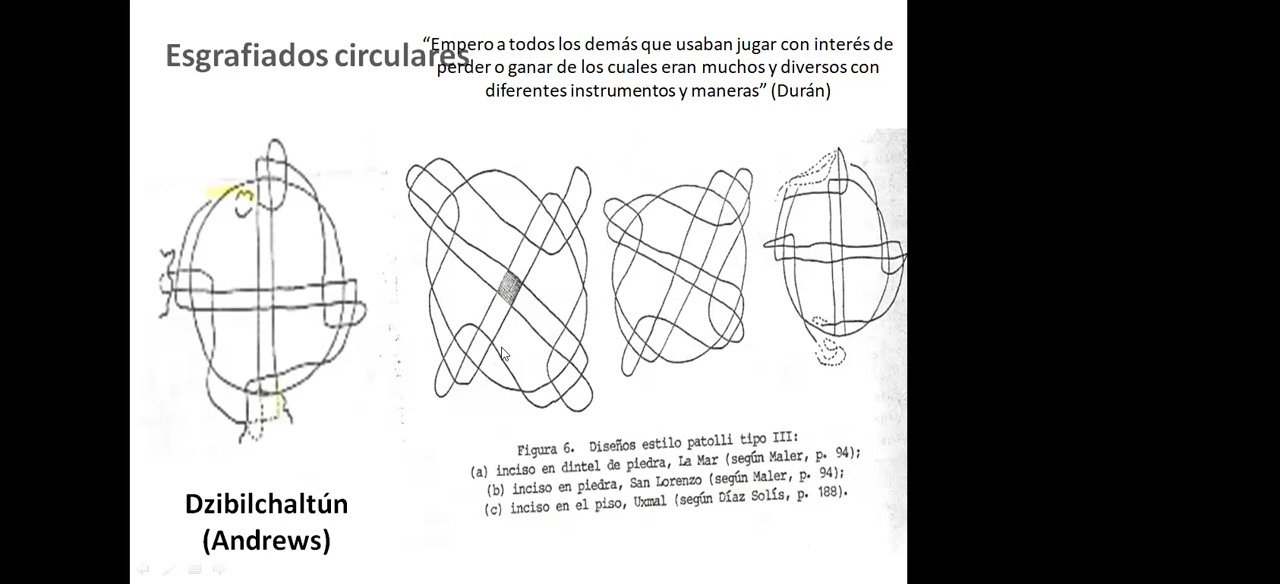 Esgrafiados circulares
“Empero a todos los demás que usaban jugar con interés de
perder o ganar de los cuales eran muchos y diversos con
diferentes instrumentos y maneras” (Durán)
Figura 6. Diseños estilo patolli tipo III:
(a) inciso en dintel de piedra, La Mar (según Maler, p. 94);
(b) inciso en piedra, San Lorenzo (según Maler, p. 94);
(c) inciso en el piso, Uxmal (según Díaz Solís, p. 188).
Dzibilchaltún
(Andrews)